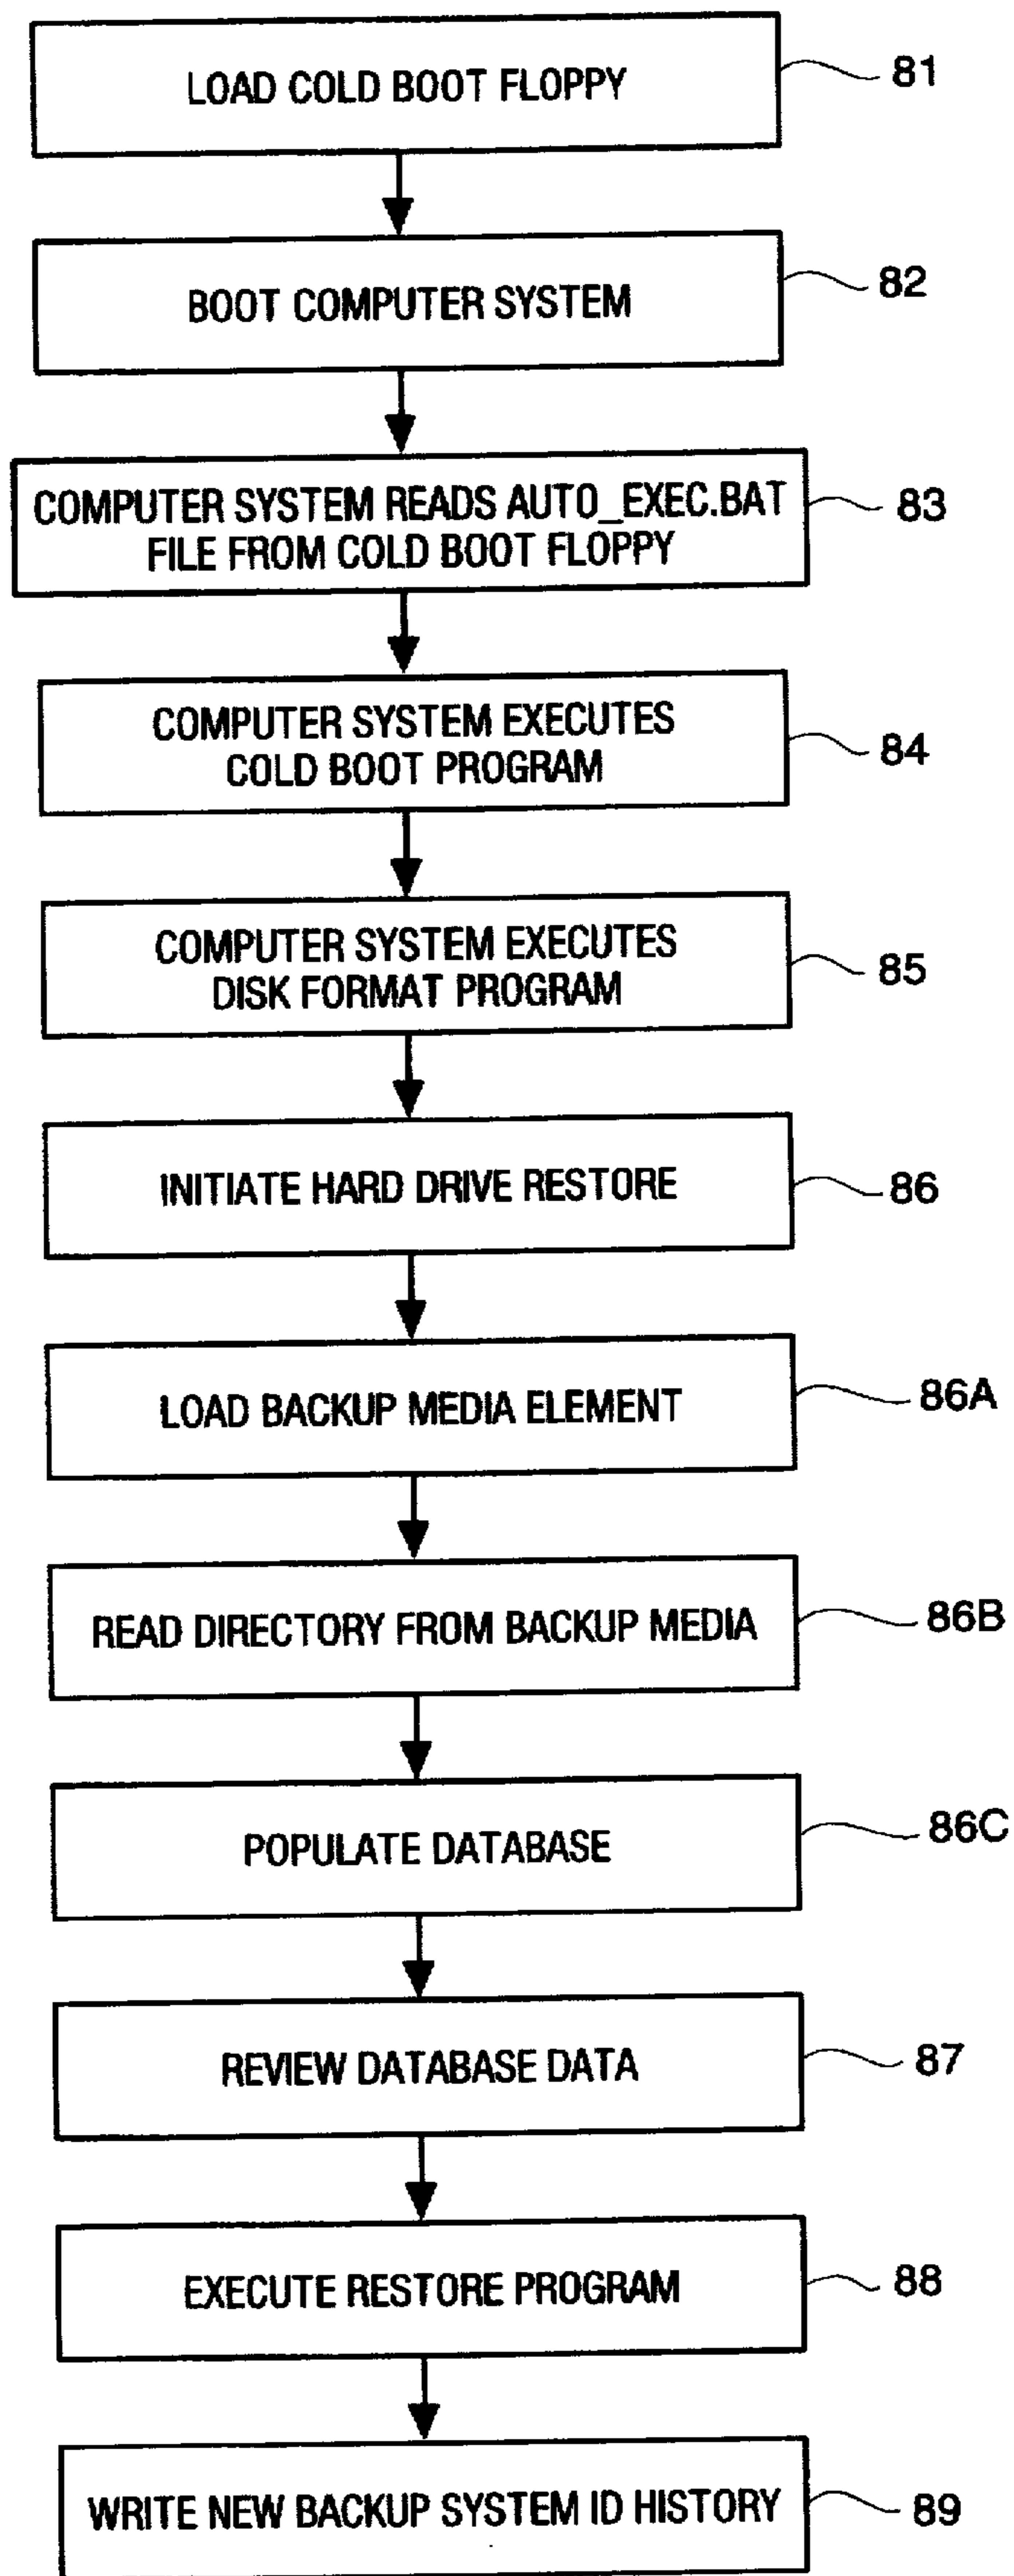 LOAD COLD BOOT FLOPPY
81
BOOT COMPUTER SYSTEM
82
COMPUTER SYSTEM READS AUTO_EXEC.BAT
FILE FROM COLD BOOT FLOPPY
83
COMPUTER SYSTEM EXECUTES
COLD BOOT PROGRAM
84
COMPUTER SYSTEM EXECUTES
DISK FORMAT PROGRAM
85
INITIATE HARD DRIVE RESTORE
86
LOAD BACKUP MEDIA ELEMENT
86A
READ DIRECTORY FROM BACKUP MEDIA
86B
POPULATE DATABASE
86C
REVIEW DATABASE DATA
87
EXECUTE RESTORE PROGRAM
88
WRITE NEW BACKUP SYSTEM ID HISTORY
89